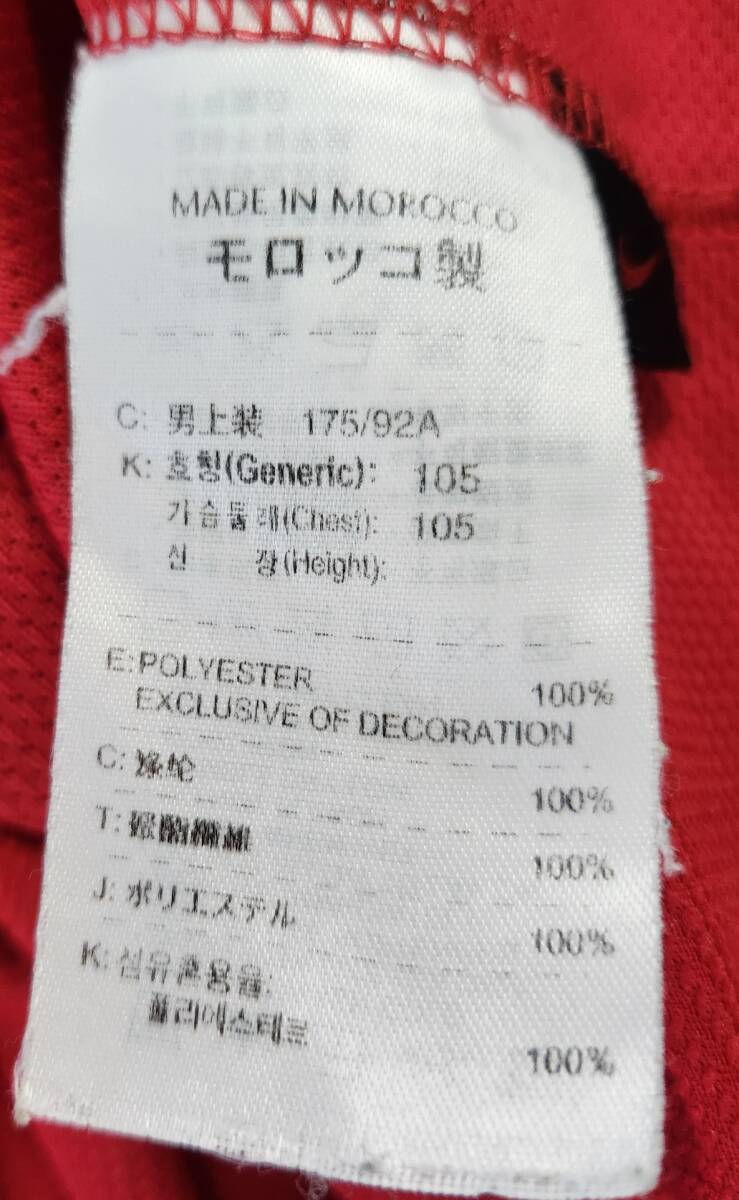 MADE IN MOROCCO
モロッコ製
C: 男上装 175/92A
K: 호칭(Generic): 105
가슴둘레(Chest): 105
신 장(Height):
E: POLYESTER 100%
EXCLUSIVE OF DECORATION
C: 涤纶 100%
T: 聚酯纖維 100%
J: ポリエステル 100%
K: 섬유혼용율:
폴리에스테르 100%